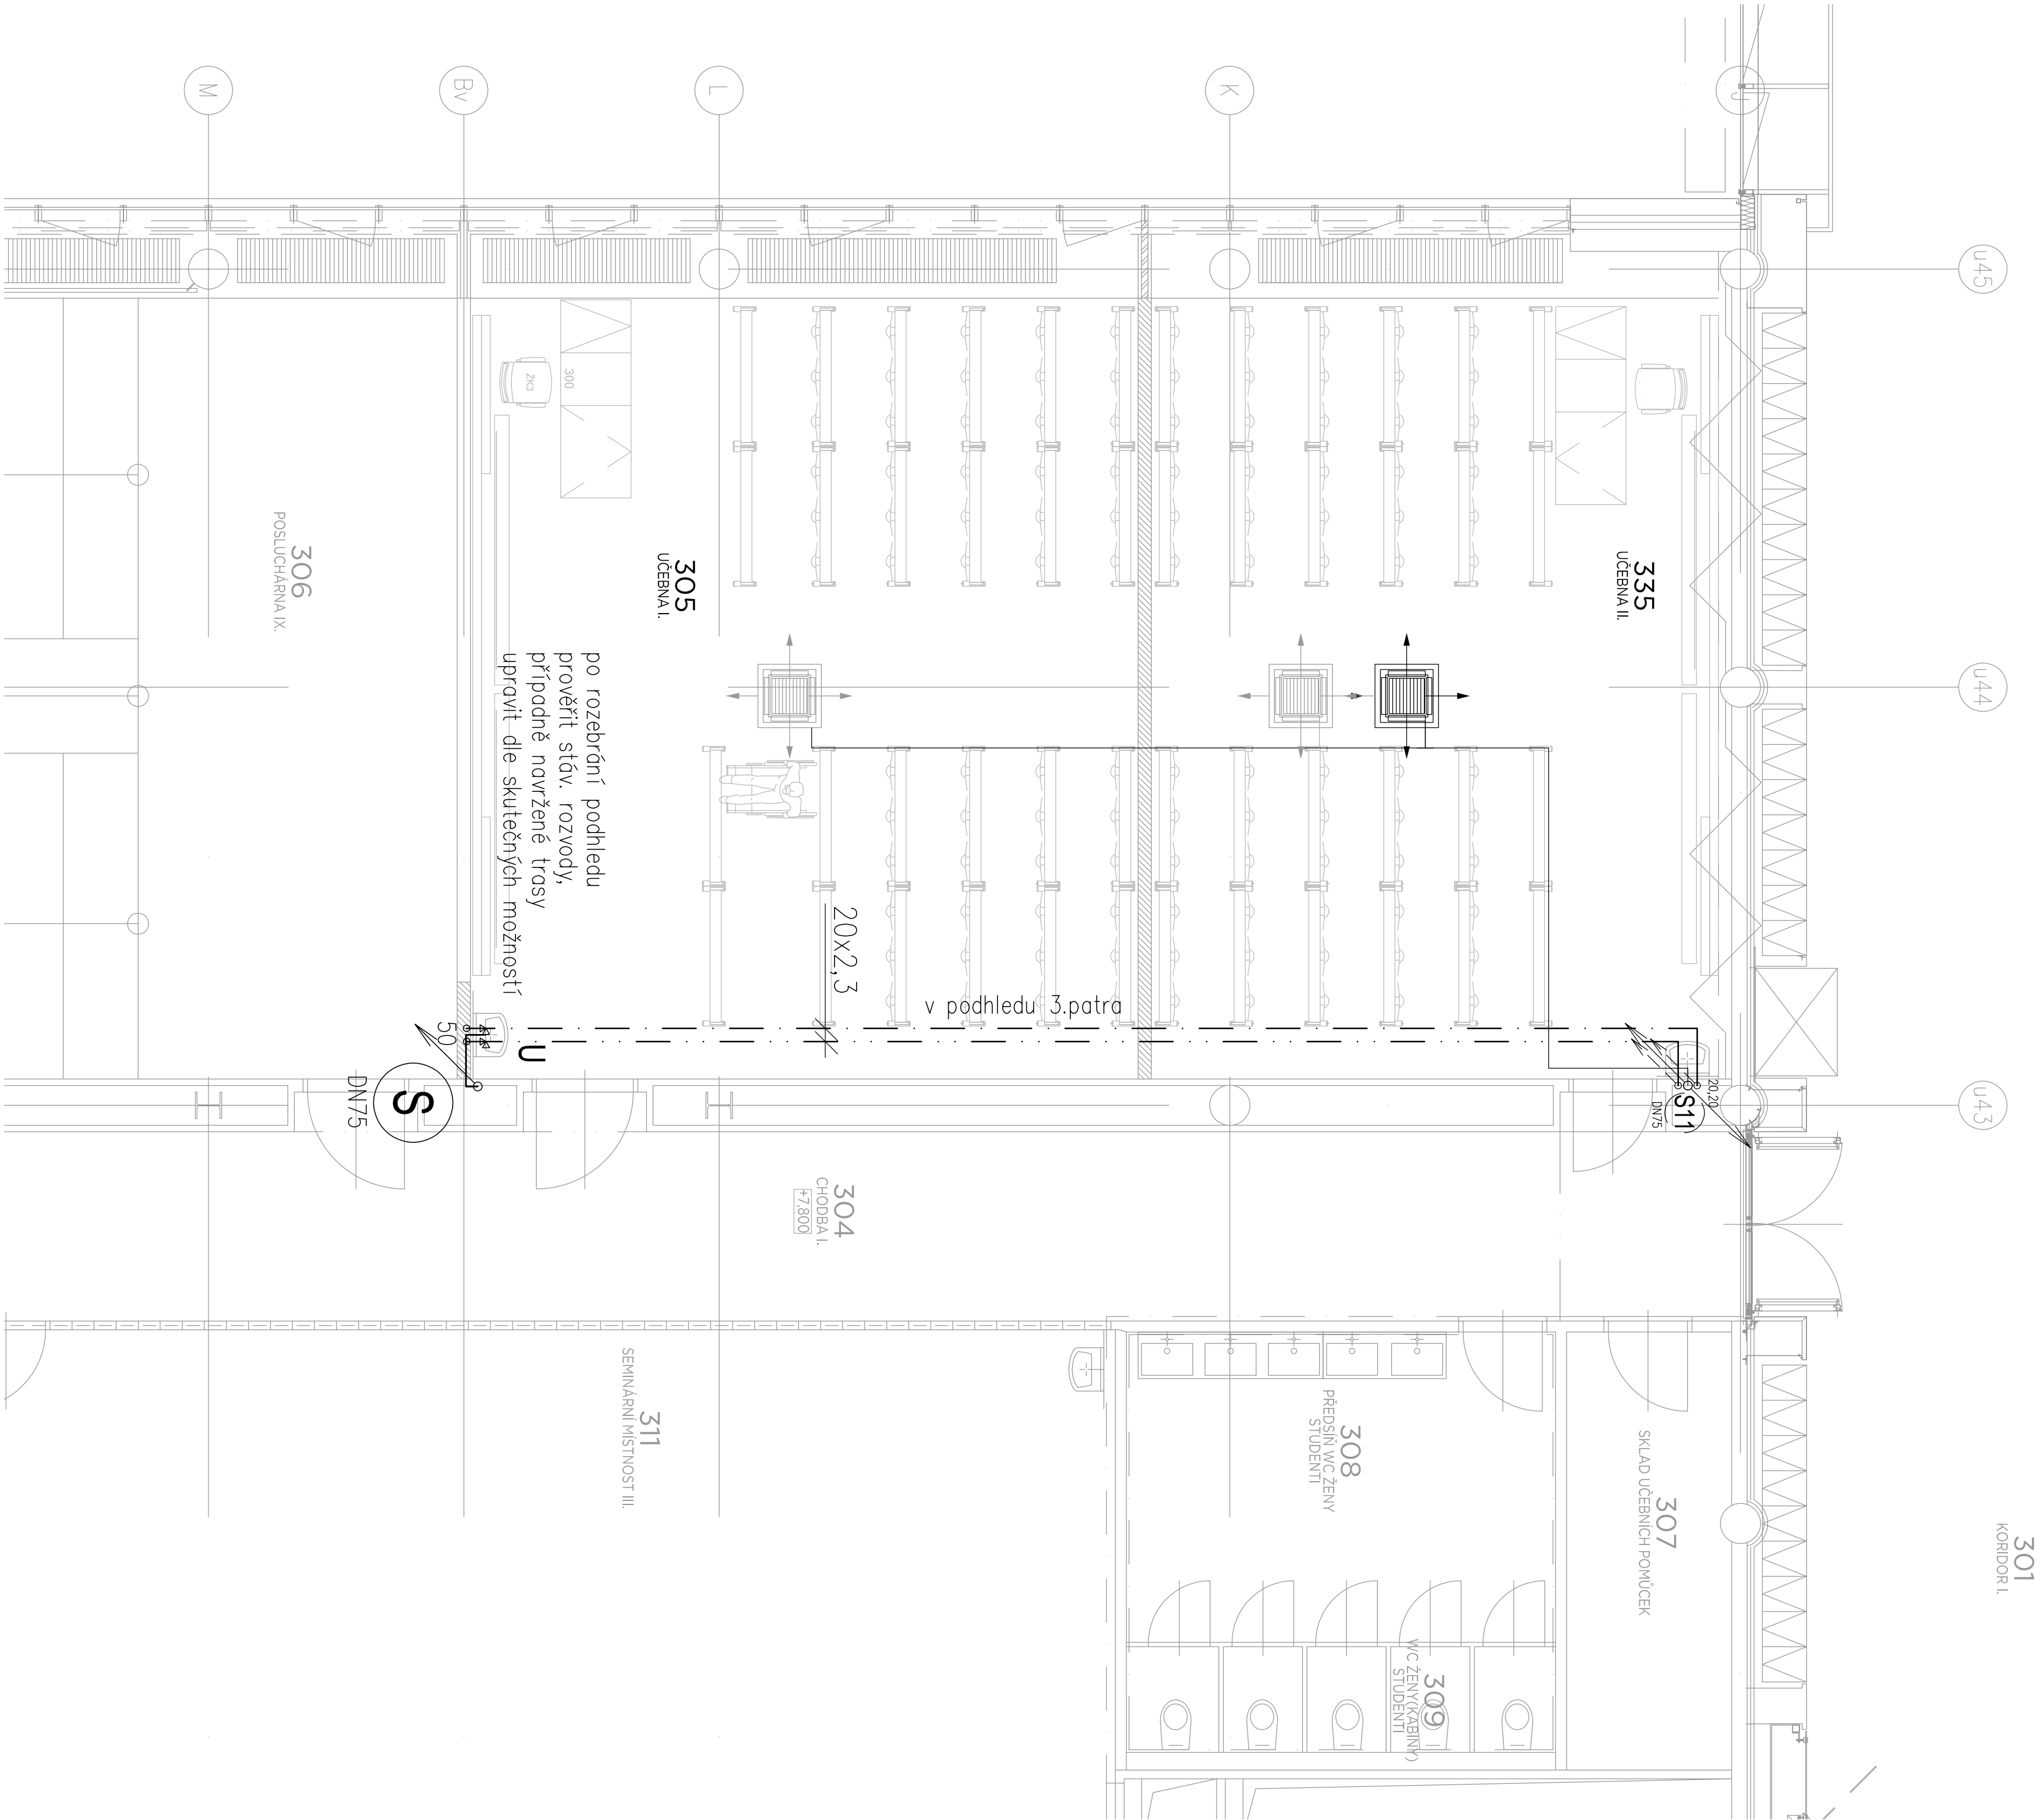 M
Bv
L
K
J
u45
u44
u43
306
POSLUCHÁRNA IX.
2K3
300
305
UČEBNA I.
335
UČEBNA II.
po rozebrání podhledu
prověřit stáv. rozvody,
případně navržené trasy
upravit dle skutečných možností
20x2,3
v podhledu 3.patra
50
U
S
DN75
20,20
S11
DN75
304
CHODBA I.
+7,800
311
SEMINÁRNÍ MÍSTNOST III.
308
PŘEDSÍŇ WC ŽENY
STUDENTI
307
SKLAD UČEBNÍCH POMŮCEK
309
WC ŽENY(KABINY)
STUDENTI
301
KORIDOR I.